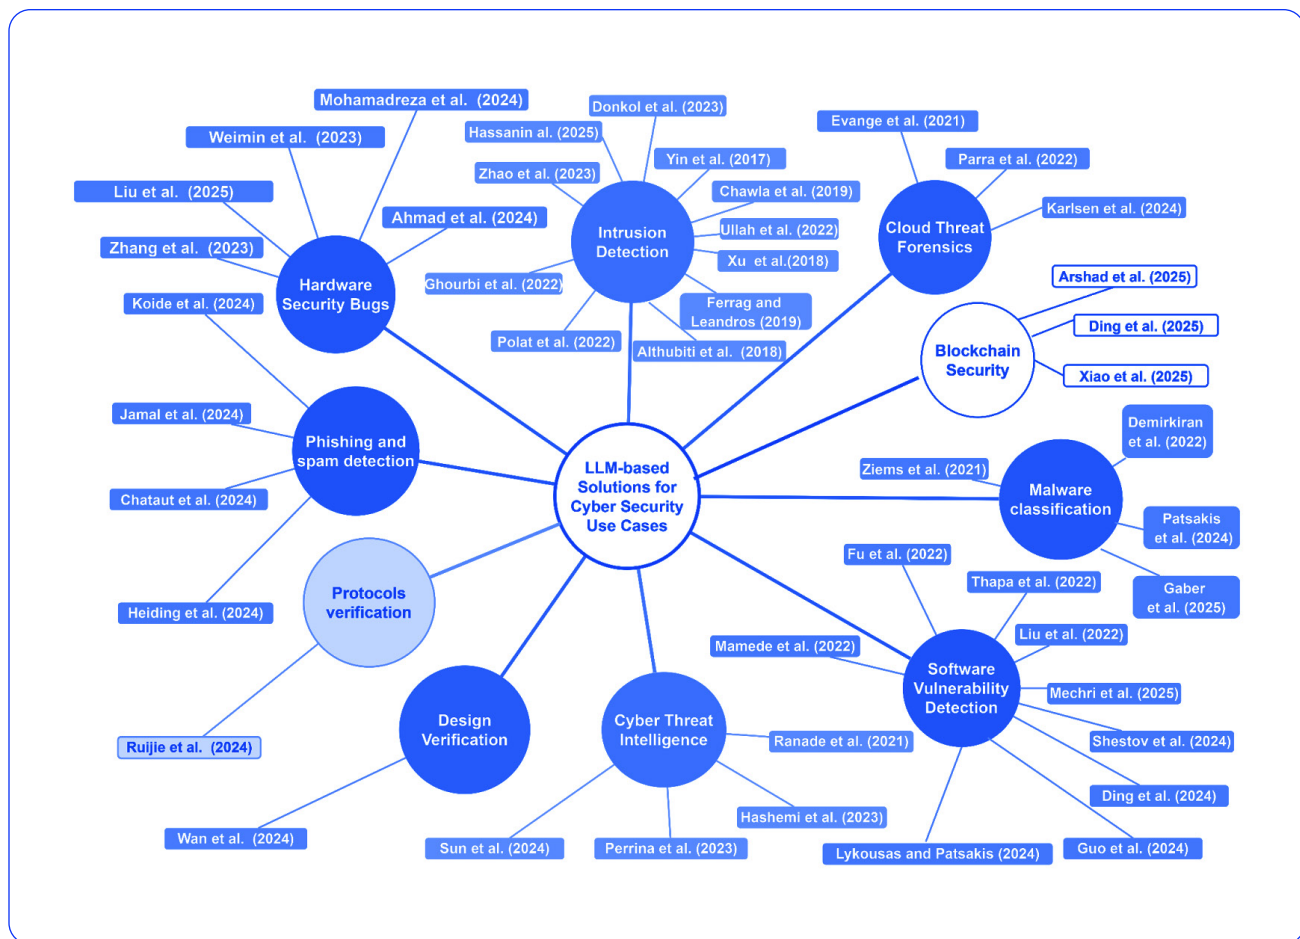 Mohamadreza et al. (2024)
Weimin et al. (2023)
Liu et al. (2025)
Zhang et al. (2023)
Ahmad et al. (2024)
Hardware
Security Bugs
Donkol et al. (2023)
Hassanin al. (2025)
Zhao et al. (2023)
Yin et al. (2017)
Chawla et al. (2019)
Ullah et al. (2022)
Xu et al.(2018)
Ferrag and
Leandros (2019)
Althubiti et al. (2018)
Ghourbi et al. (2022)
Polat et al. (2022)
Intrusion
Detection
Evange et al. (2021)
Parra et al. (2022)
Karlsen et al. (2024)
Cloud Threat
Forensics
Arshad et al. (2025)
Ding et al. (2025)
Xiao et al. (2025)
Blockchain
Security
Koide et al. (2024)
Jamal et al. (2024)
Chataut et al. (2024)
Heiding et al. (2024)
Phishing and
spam detection
LLM-based
Solutions for
Cyber Security
Use Cases
Demirkiran
et al. (2022)
Ziems et al. (2021)
Patsakis
et al. (2024)
Gaber
et al. (2025)
Malware
classification
Protocols
verification
Ruijie et al. (2024)
Design
Verification
Wan et al. (2024)
Cyber Threat
Intelligence
Ranade et al. (2021)
Hashemi et al. (2023)
Perrina et al. (2023)
Sun et al. (2024)
Fu et al. (2022)
Thapa et al. (2022)
Liu et al. (2022)
Mamede et al. (2022)
Mechri et al. (2025)
Shestov et al. (2024)
Ding et al. (2024)
Guo et al. (2024)
Lykousas and Patsakis (2024)
Software
Vulnerability
Detection